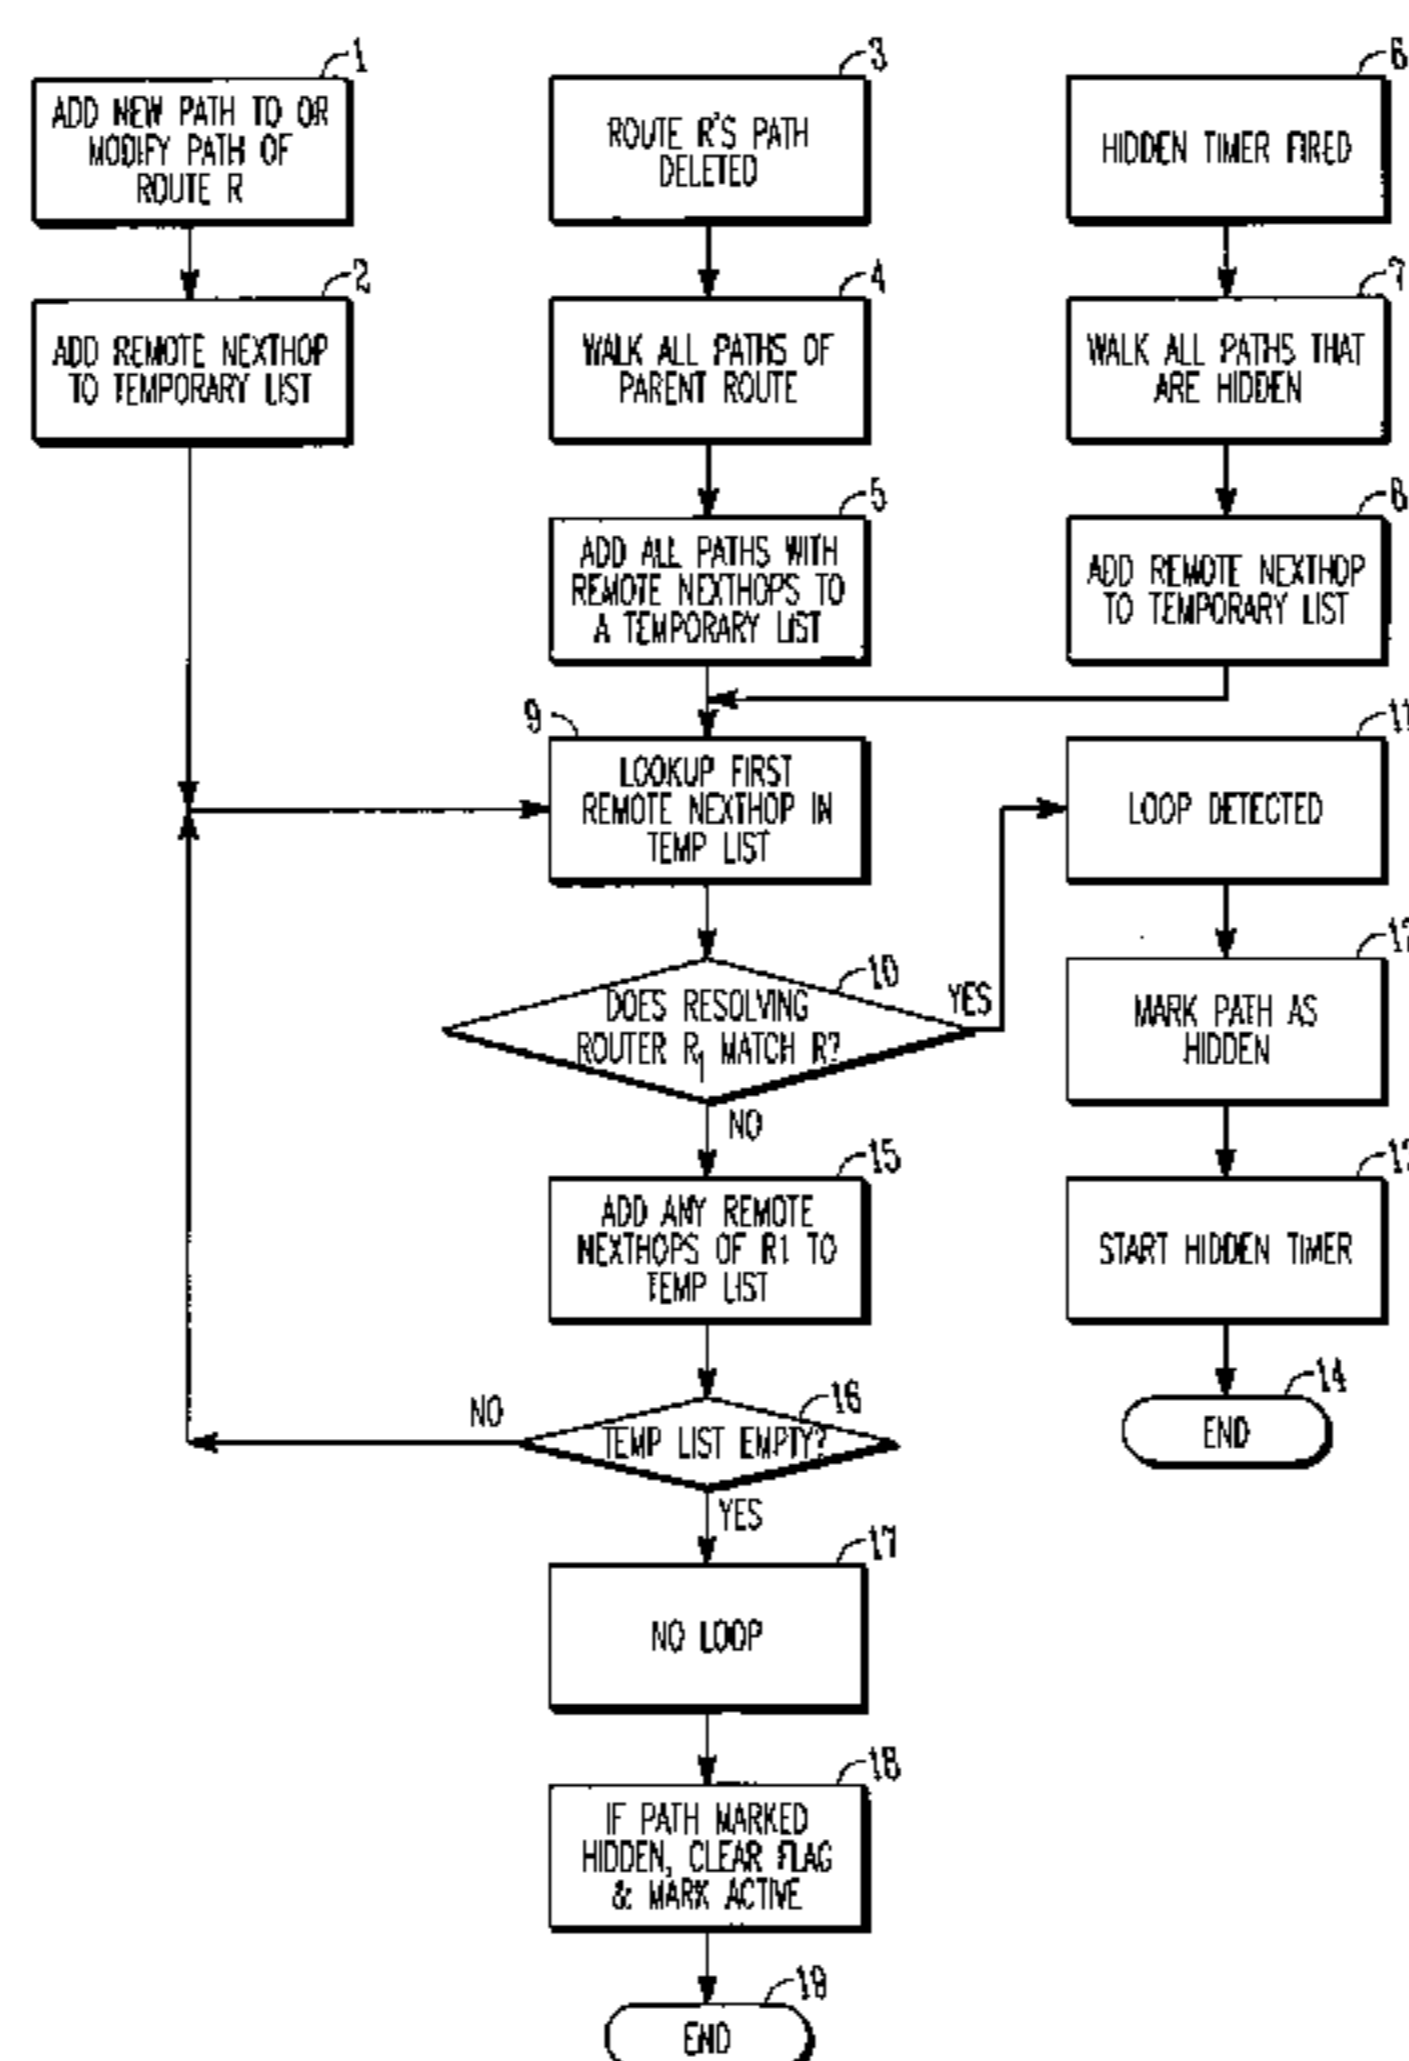 1
ADD NEW PATH TO OR
MODIFY PATH OF
ROUTE R
2
ADD REMOTE NEXTHOP
TO TEMPORARY LIST
3
ROUTE R'S PATH
DELETED
4
WALK ALL PATHS OF
PARENT ROUTE
5
ADD ALL PATHS WITH
REMOTE NEXTHOPS TO
A TEMPORARY LIST
6
HIDDEN TIMER FIRED
7
WALK ALL PATHS THAT
ARE HIDDEN
8
ADD REMOTE NEXTHOP
TO TEMPORARY LIST
9
LOOKUP FIRST
REMOTE NEXTHOP IN
TEMP LIST
10
DOES RESOLVING
ROUTER R1 MATCH R?
YES
NO
11
LOOP DETECTED
12
MARK PATH AS
HIDDEN
13
START HIDDEN TIMER
14
END
15
ADD ANY REMOTE
NEXTHOPS OF R1 TO
TEMP LIST
16
TEMP LIST EMPTY?
NO
YES
17
NO LOOP
18
IF PATH MARKED
HIDDEN, CLEAR FLAG
& MARK ACTIVE
19
END